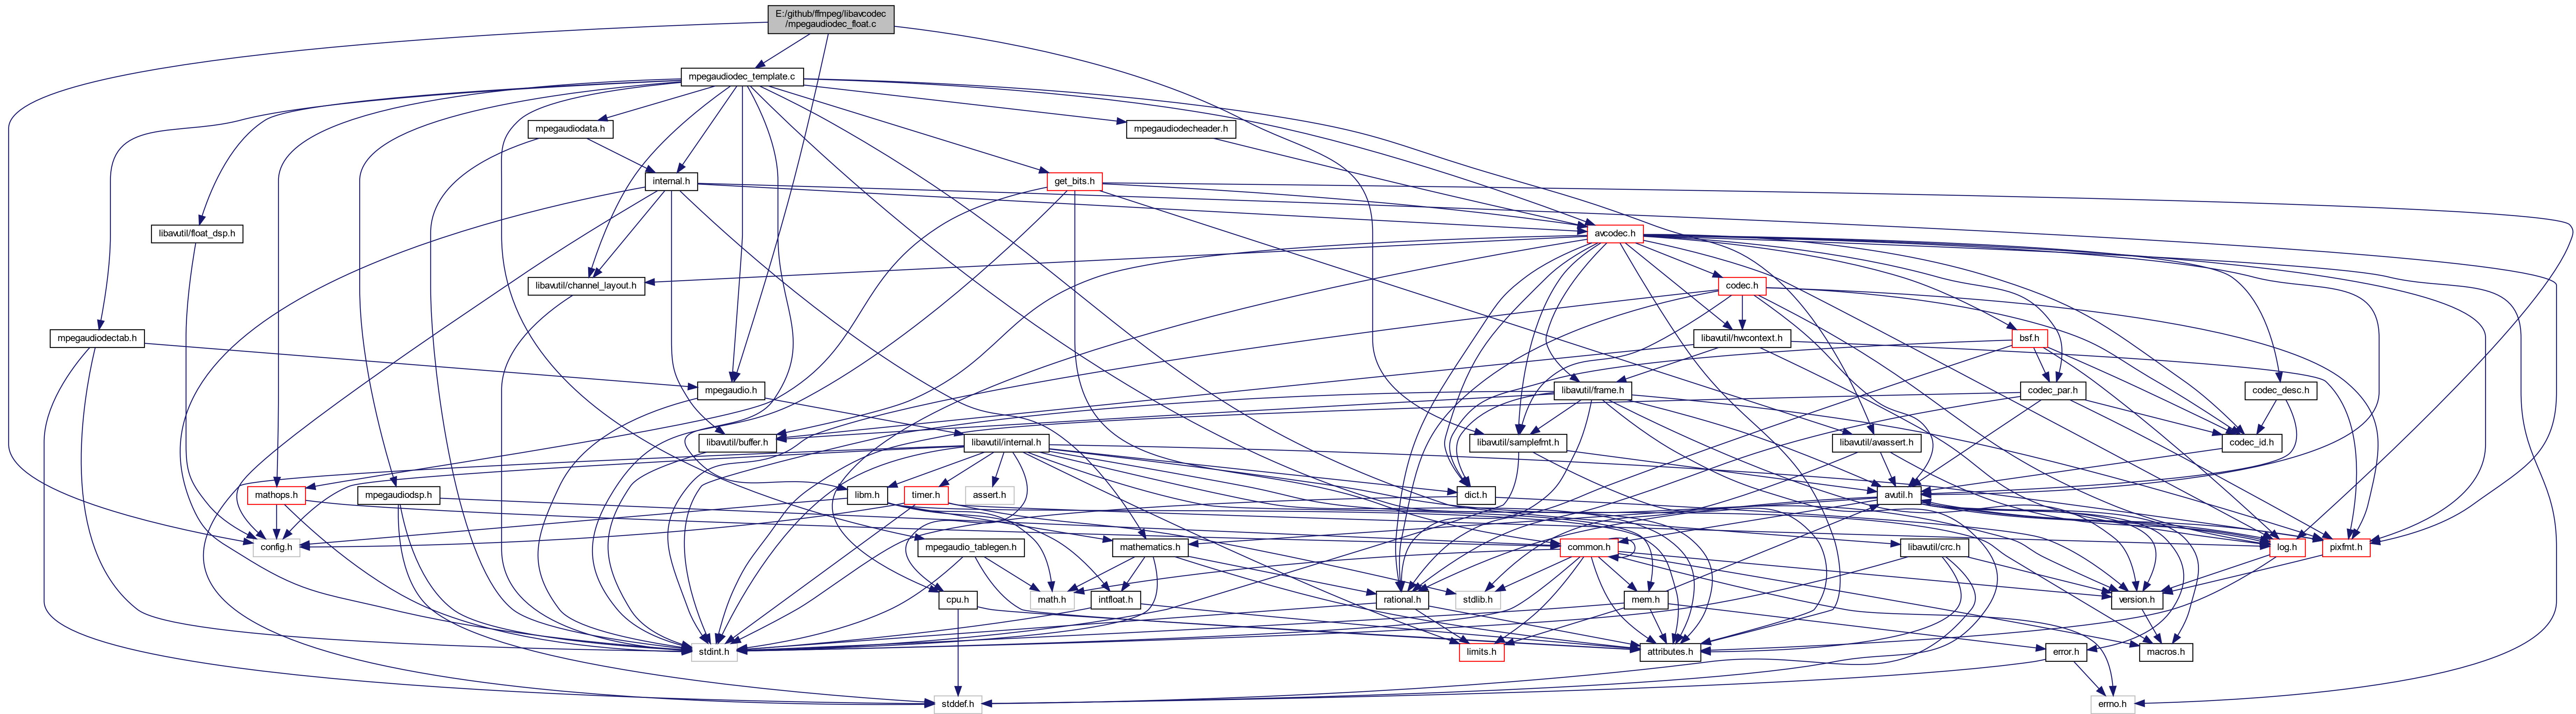 E:/github/ffmpeg/libavcodec
/mpegaudiodec_float.c
mpegaudiodec_template.c
mpegaudiodata.h
mpegaudiodecheader.h
internal.h
get_bits.h
libavutil/float_dsp.h
avcodec.h
libavutil/channel_layout.h
codec.h
mpegaudiodectab.h
libavutil/hwcontext.h
bsf.h
mpegaudio.h
libavutil/frame.h
codec_par.h
codec_desc.h
libavutil/buffer.h
libavutil/internal.h
libavutil/samplefmt.h
libavutil/avassert.h
codec_id.h
mathops.h
mpegaudiodsp.h
libm.h
timer.h
assert.h
dict.h
avutil.h
config.h
mpegaudio_tablegen.h
mathematics.h
common.h
libavutil/crc.h
log.h
pixfmt.h
cpu.h
math.h
intfloat.h
rational.h
stdlib.h
mem.h
version.h
stdint.h
limits.h
attributes.h
error.h
macros.h
stddef.h
errno.h